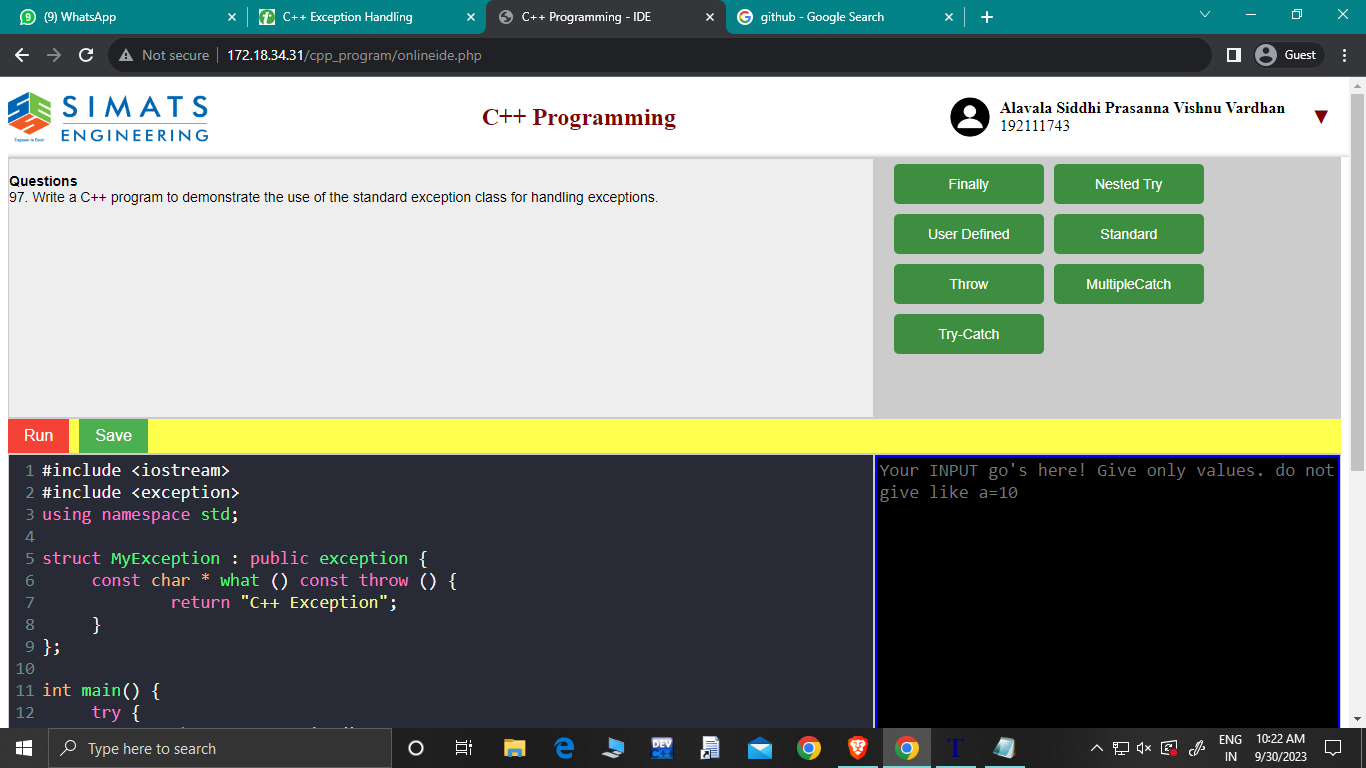 (9) WhatsApp
C++ Exception Handling
C++ Programming - IDE
github - Google Search
Not secure
172.18.34.31/cpp_program/onlineide.php
Guest
SIMATS
ENGINEERING
Engineer to Excel
C++ Programming
Alavala Siddhi Prasanna Vishnu Vardhan
192111743
Questions
97. Write a C++ program to demonstrate the use of the standard exception class for handling exceptions.
Finally
Nested Try
User Defined
Standard
Throw
MultipleCatch
Try-Catch
Run
Save
1 #include <iostream>
2 #include <exception>
3 using namespace std;
4
5 struct MyException : public exception {
6 const char * what () const throw () {
7 return "C++ Exception";
8 }
9 };
10
11 int main() {
12 try {
Your INPUT go's here! Give only values. do not
give like a=10
Type here to search
DEV
T
ENG
IN
10:22 AM
9/30/2023